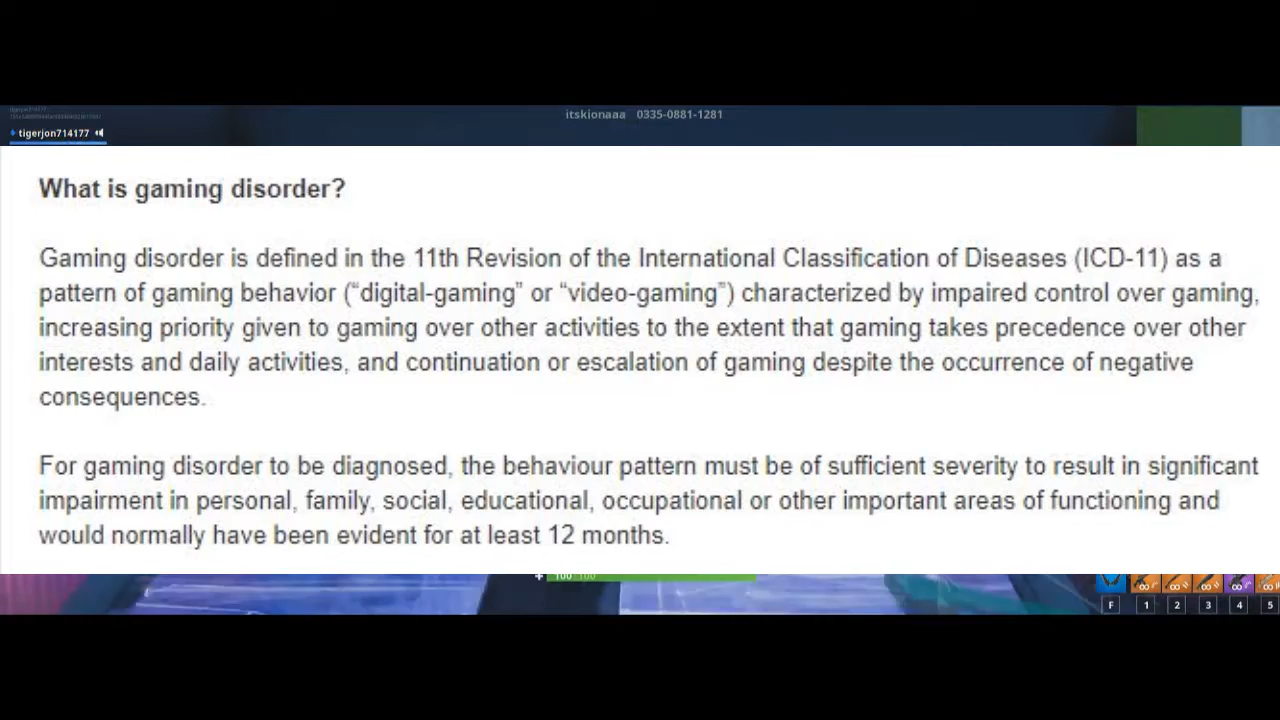 itskionaaa 0335-0881-1281
tigerjon714177
What is gaming disorder?
Gaming disorder is defined in the 11th Revision of the International Classification of Diseases (ICD-11) as a
pattern of gaming behavior (“digital-gaming” or “video-gaming”) characterized by impaired control over gaming,
increasing priority given to gaming over other activities to the extent that gaming takes precedence over other
interests and daily activities, and continuation or escalation of gaming despite the occurrence of negative
consequences.
For gaming disorder to be diagnosed, the behaviour pattern must be of sufficient severity to result in significant
impairment in personal, family, social, educational, occupational or other important areas of functioning and
would normally have been evident for at least 12 months.
+ 100 100
F 1 2 3 4 5